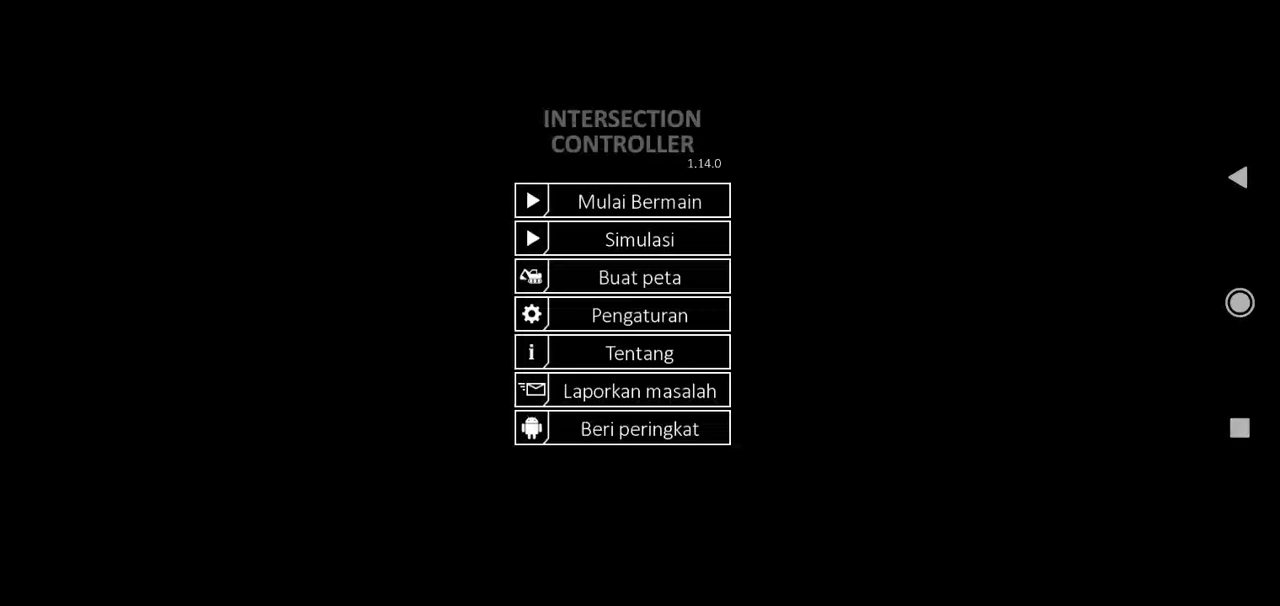 INTERSECTION
CONTROLLER
1.14.0
Mulai Bermain
Simulasi
Buat peta
Pengaturan
Tentang
Laporkan masalah
Beri peringkat